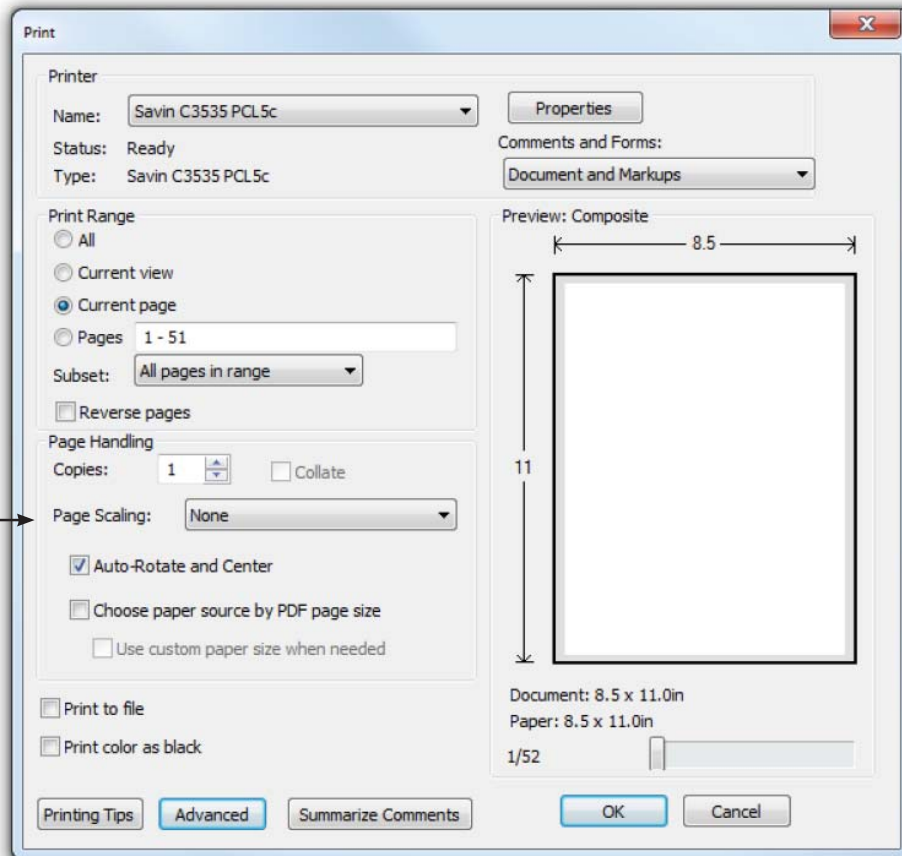 Print
Printer
Name: Savin C3535 PCL5c
Properties
Status: Ready
Comments and Forms:
Type: Savin C3535 PCL5c
Document and Markups
Print Range
All
Current view
Current page
Pages 1 - 51
Subset: All pages in range
Reverse pages
Page Handling
Copies: 1 Collate
Page Scaling: None
Auto-Rotate and Center
Choose paper source by PDF page size
Use custom paper size when needed
Print to file
Print color as black
Preview: Composite
8.5
11
Document: 8.5 x 11.0in
Paper: 8.5 x 11.0in
1/52
Printing Tips Advanced Summarize Comments OK Cancel